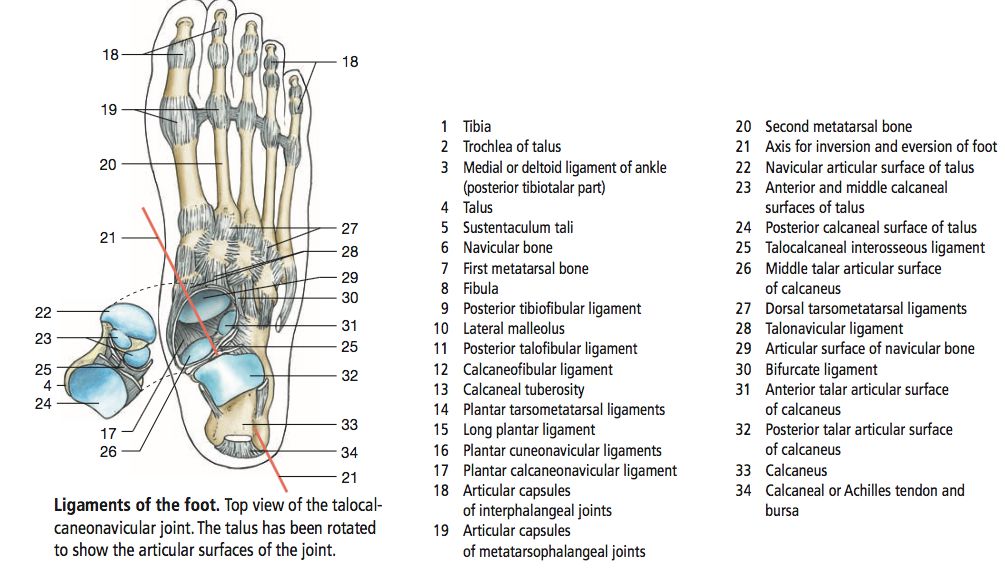 18
18
19
20
21
27
28
29
30
22
31
23
25
25
32
4
24
33
17
26
34
21
Ligaments of the foot. Top view of the talocal-
caneonavicular joint. The talus has been rotated
to show the articular surfaces of the joint.
1 Tibia
2 Trochlea of talus
3 Medial or deltoid ligament of ankle
(posterior tibiotalar part)
4 Talus
5 Sustentaculum tali
6 Navicular bone
7 First metatarsal bone
8 Fibula
9 Posterior tibiofibular ligament
10 Lateral malleolus
11 Posterior talofibular ligament
12 Calcaneofibular ligament
13 Calcaneal tuberosity
14 Plantar tarsometatarsal ligaments
15 Long plantar ligament
16 Plantar cuneonavicular ligaments
17 Plantar calcaneonavicular ligament
18 Articular capsules
of interphalangeal joints
19 Articular capsules
of metatarsophalangeal joints
20 Second metatarsal bone
21 Axis for inversion and eversion of foot
22 Navicular articular surface of talus
23 Anterior and middle calcaneal
surfaces of talus
24 Posterior calcaneal surface of talus
25 Talocalcaneal interosseous ligament
26 Middle talar articular surface
of calcaneus
27 Dorsal tarsometatarsal ligaments
28 Talonavicular ligament
29 Articular surface of navicular bone
30 Bifurcate ligament
31 Anterior talar articular surface
of calcaneus
32 Posterior talar articular surface
of calcaneus
33 Calcaneus
34 Calcaneal or Achilles tendon and
bursa